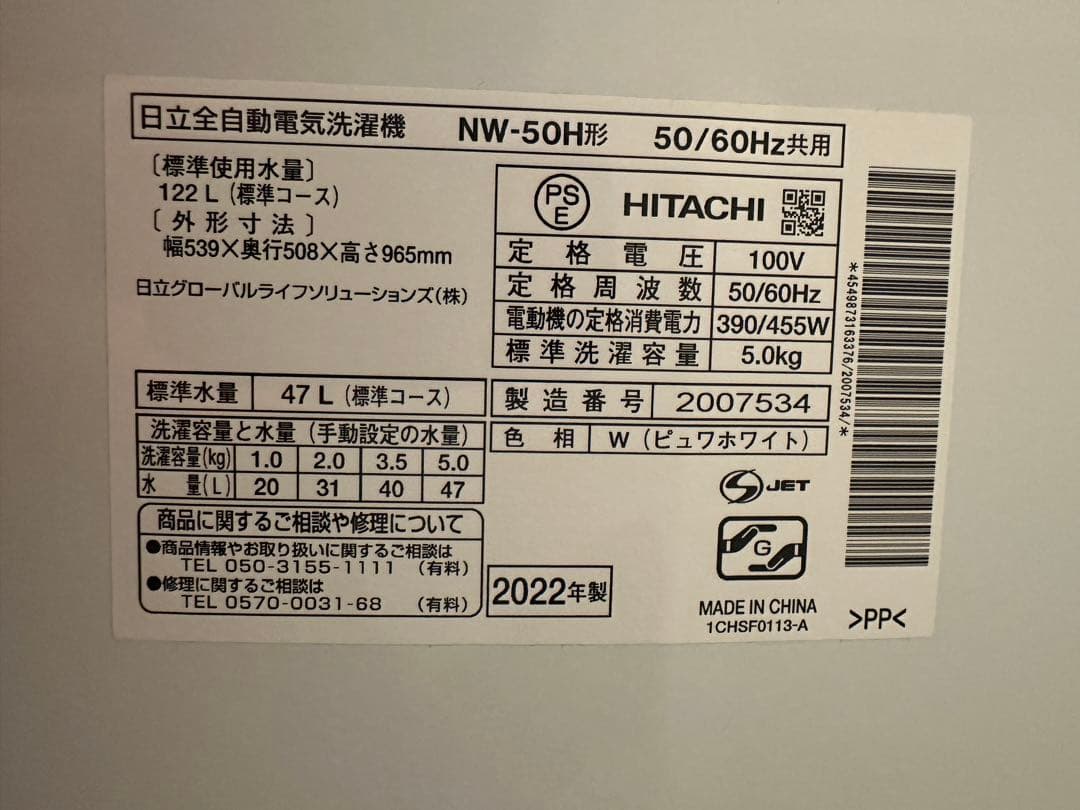 日立全自動電気洗濯機 NW-50H形 50/60Hz共用
〔標準使用水量〕
122 L (標準コース)
〔外形寸法〕
幅539×奥行508×高さ965mm
日立グローバルライフソリューションズ(株)
PS E HITACHI
定格電圧 100V
定格周波数 50/60Hz
電動機の定格消費電力 390/455W
標準洗濯容量 5.0kg
標準水量 47 L (標準コース)
製造番号 2007534
色相 W (ピュワホワイト)
洗濯容量と水量 (手動設定の水量)
洗濯容量(kg) 1.0 2.0 3.5 5.0
水量(L) 20 31 40 47
商品に関するご相談や修理について
●商品情報やお取り扱いに関するご相談は
TEL 050-3155-1111 (有料)
●修理に関するご相談は
TEL 0570-0031-68 (有料)
2022年製
S JET
G
MADE IN CHINA
1CHSF0113-A
>PP<
*4549873163376/2007534/*